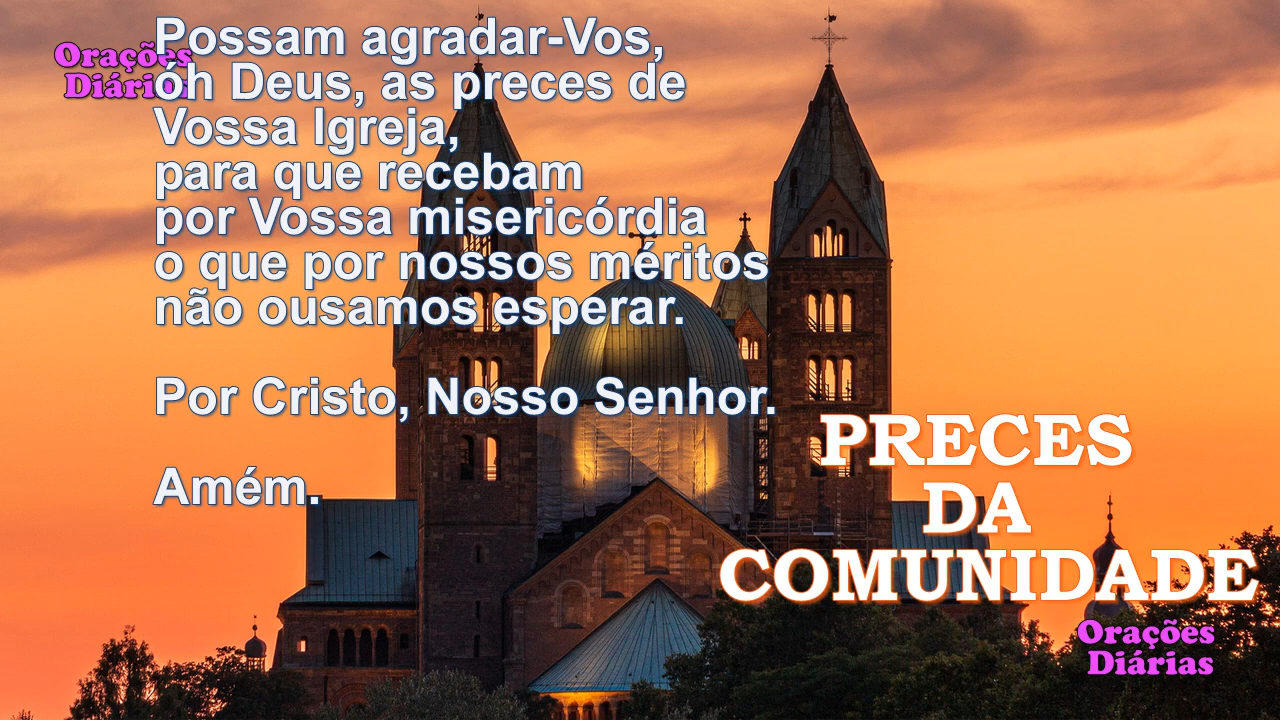 Orações
Diárias
Possam agradar-Vos,
óh Deus, as preces de
Vossa Igreja,
para que recebam
por Vossa misericórdia
o que por nossos méritos
não ousamos esperar.
Por Cristo, Nosso Senhor.
Amém.
PRECES
DA
COMUNIDADE
Orações
Diárias